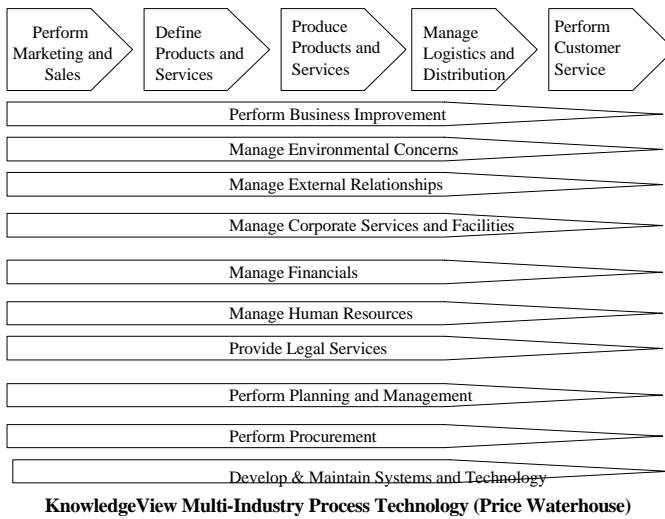 Perform
Marketing and
Sales
Define
Products and
Services
Produce
Products and
Services
Manage
Logistics and
Distribution
Perform
Customer
Service
Perform Business Improvement
Manage Environmental Concerns
Manage External Relationships
Manage Corporate Services and Facilities
Manage Financials
Manage Human Resources
Provide Legal Services
Perform Planning and Management
Perform Procurement
Develop & Maintain Systems and Technology
KnowledgeView Multi-Industry Process Technology (Price Waterhouse)